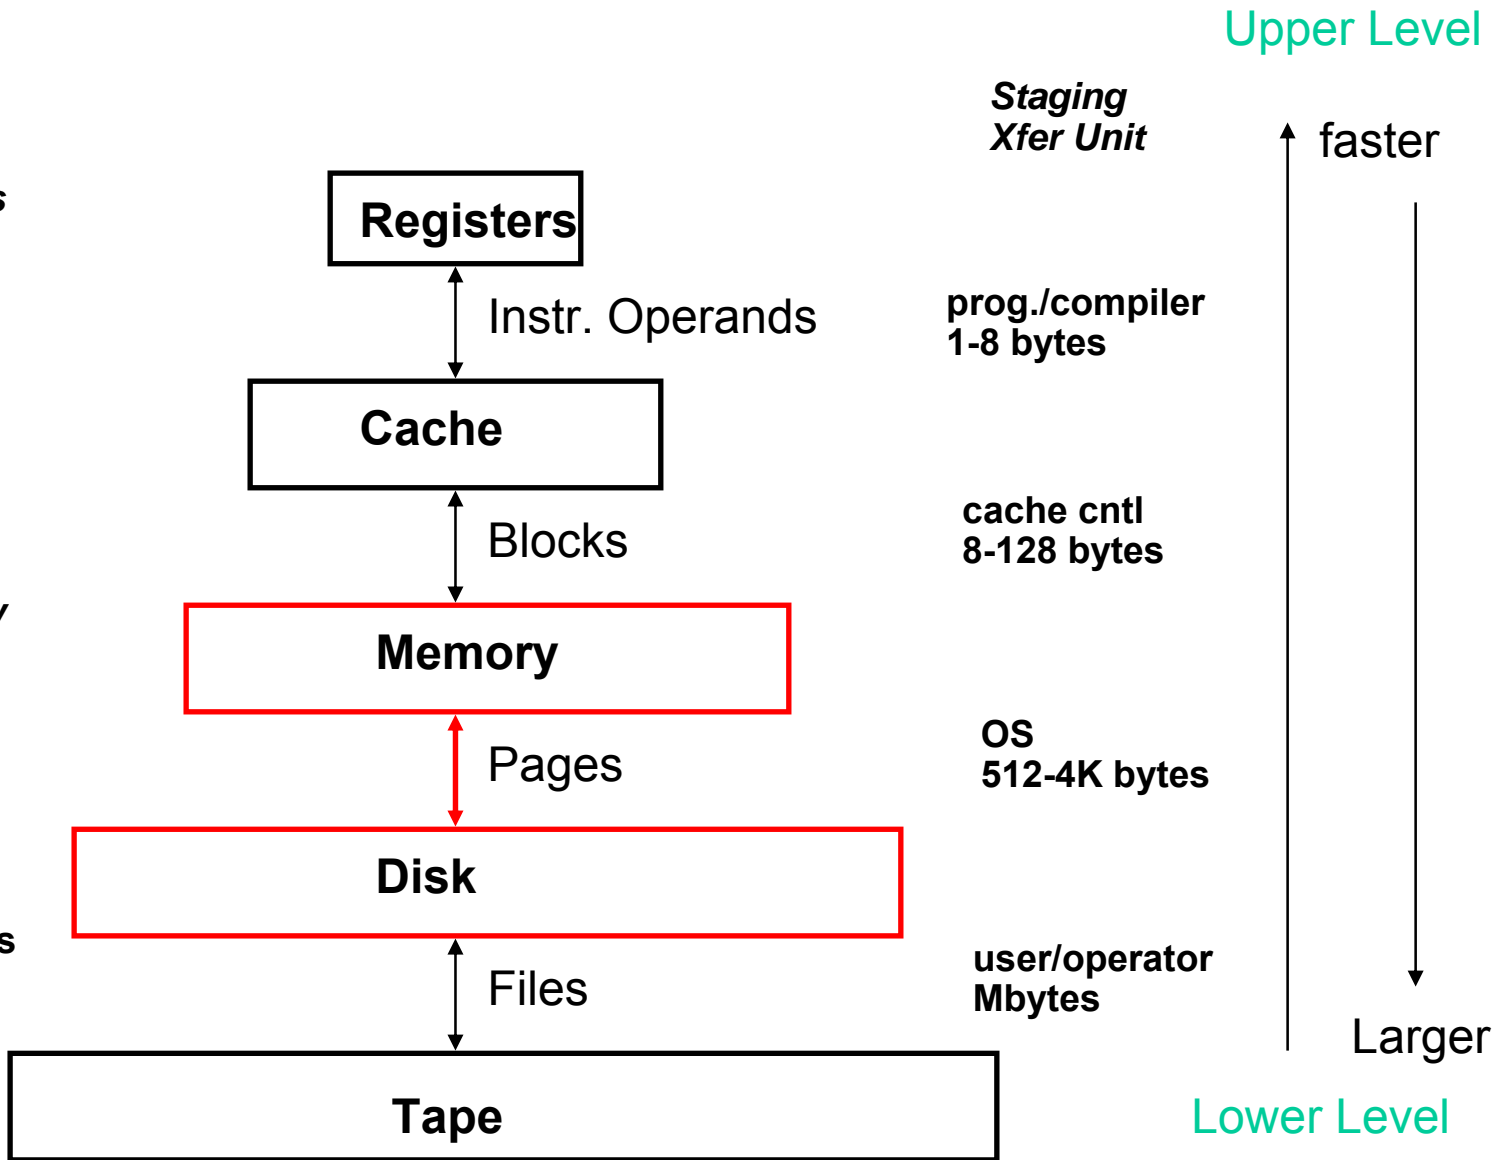 Upper Level
Staging
Xfer Unit
faster
s
Registers
Instr. Operands
prog./compiler
1-8 bytes
Cache
cache cntl
8-128 bytes
Blocks
Memory
OS
512-4K bytes
Pages
Disk
s
user/operator
Mbytes
Files
Larger
Tape
Lower Level